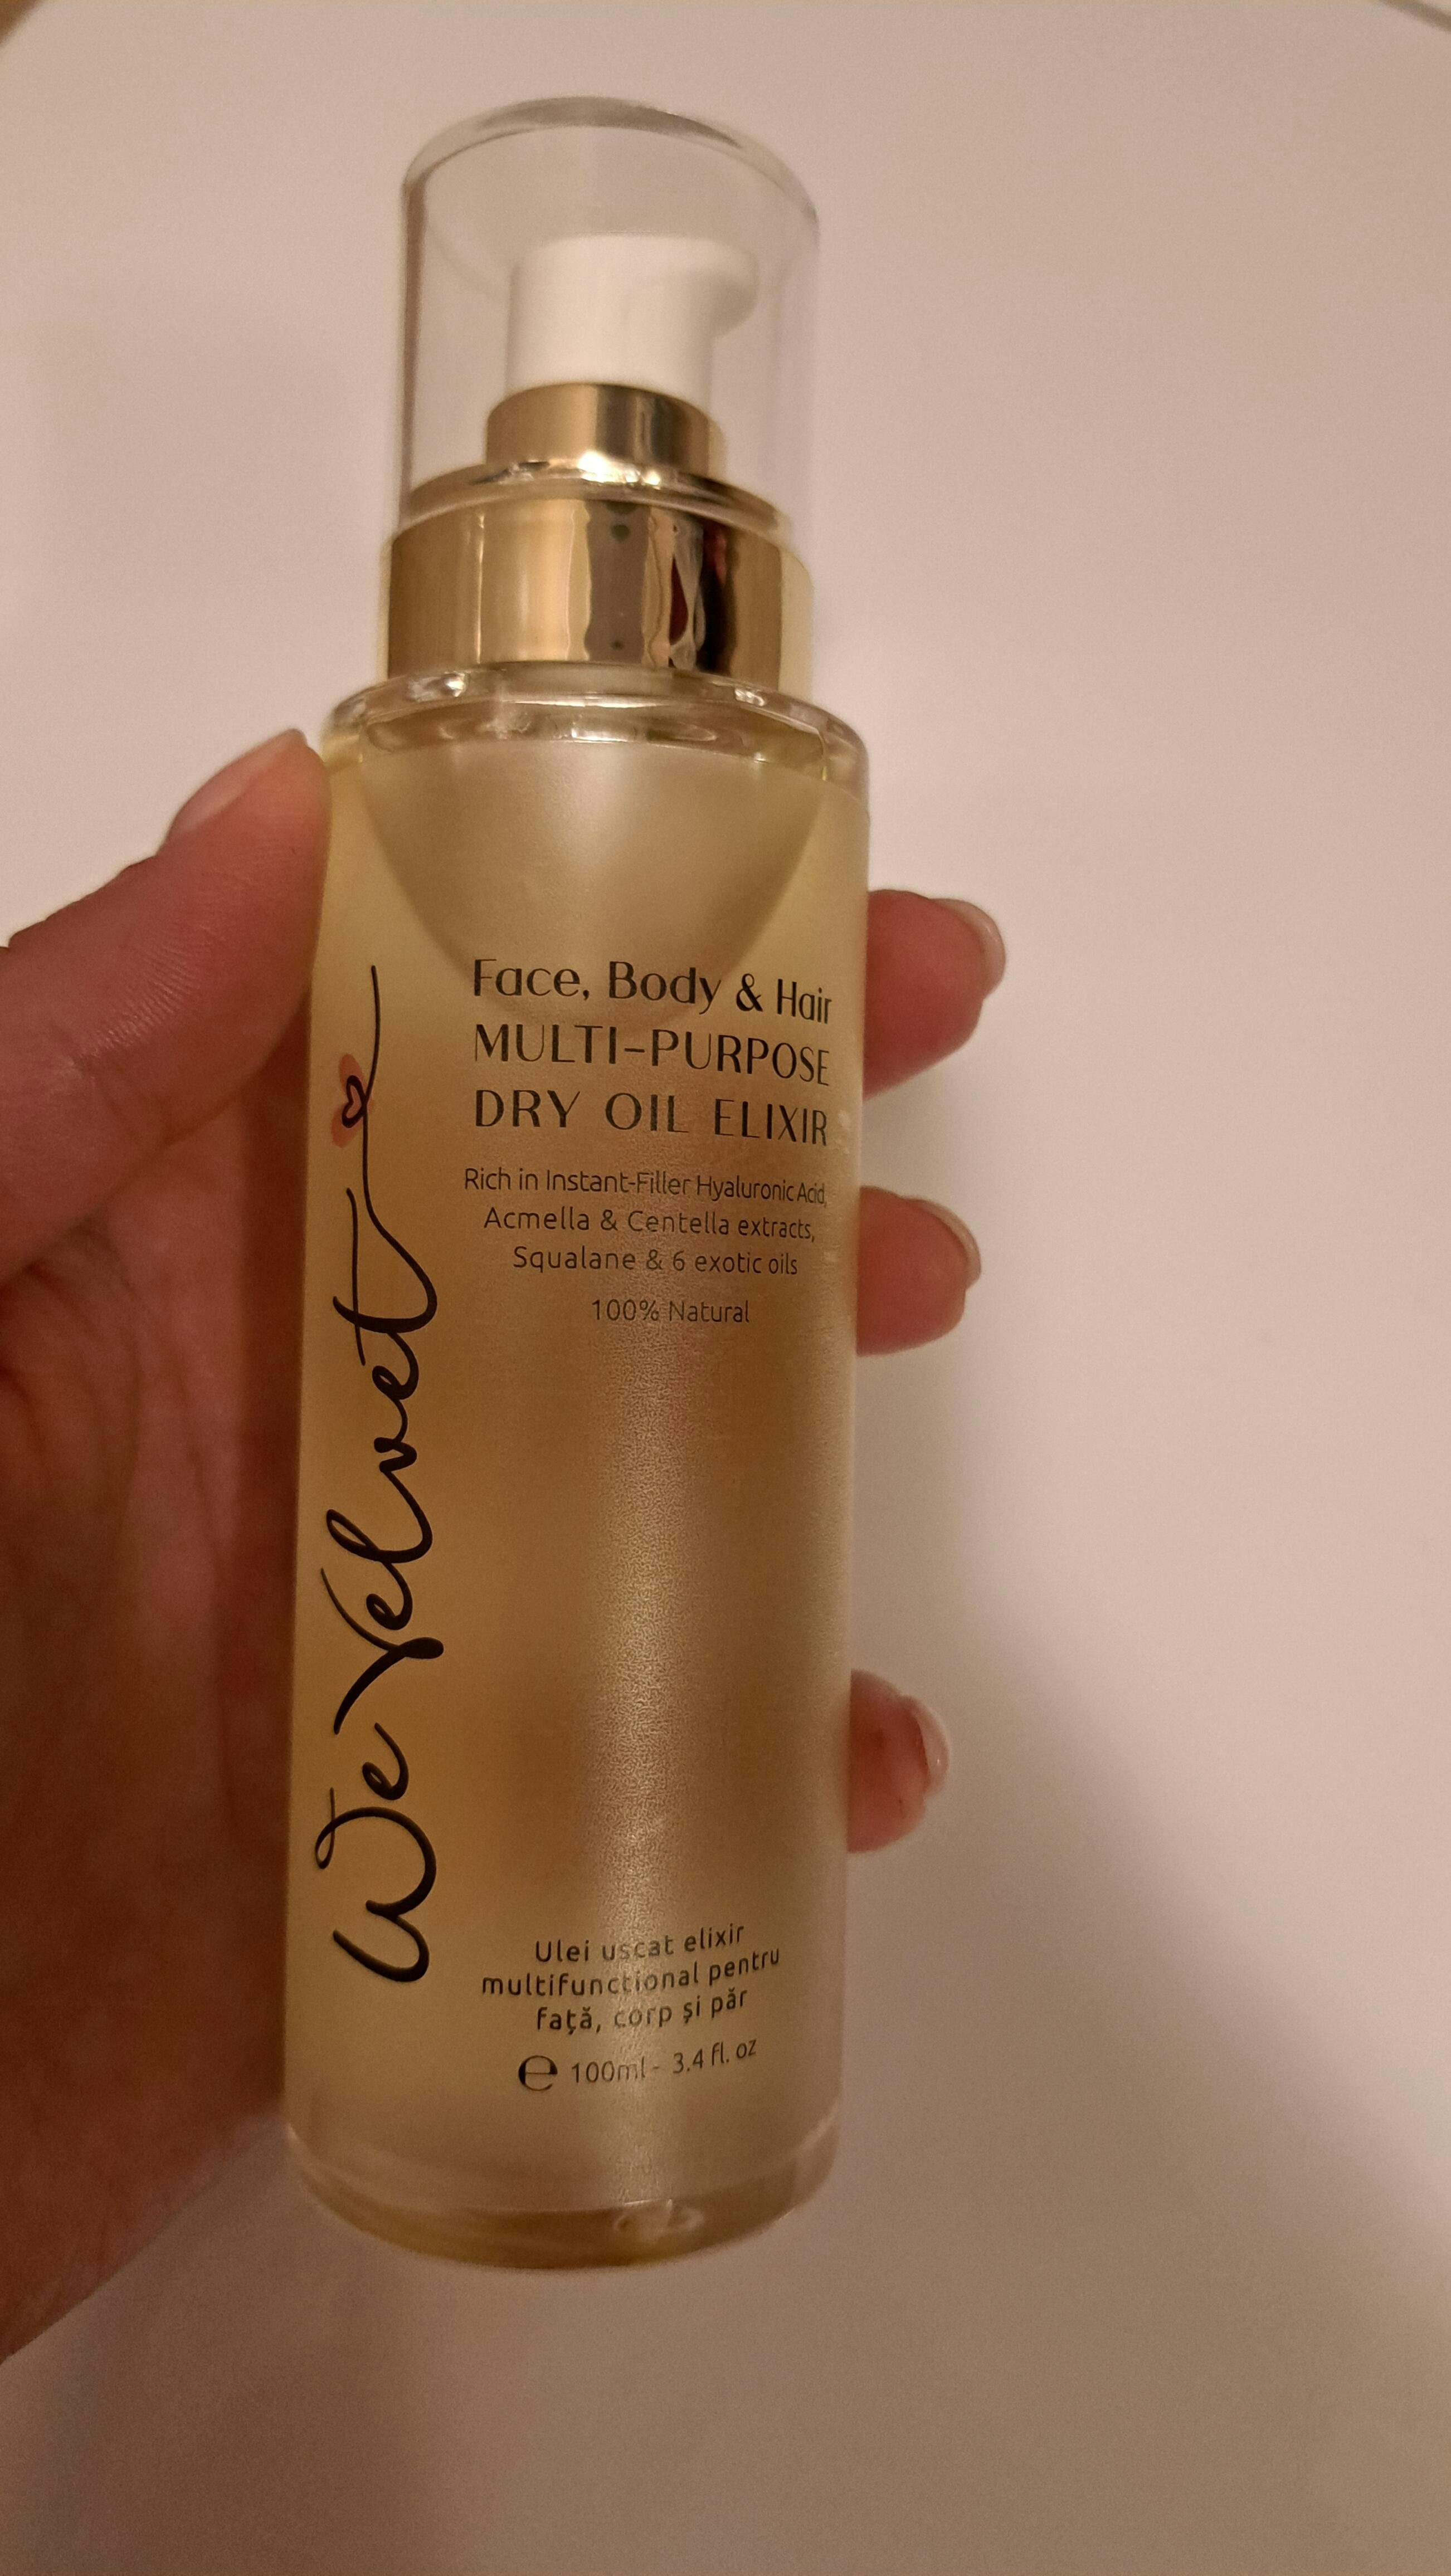 We Velvet
Face, Body & Hair
MULTI-PURPOSE
DRY OIL ELIXIR
Rich in Instant-Filler Hyaluronic Acid,
Acmella & Centella extracts,
Squalane & 6 exotic oils
100% Natural
Ulei uscat elixir
multifuncțional pentru
față, corp și păr
e 100ml - 3.4 fl. oz